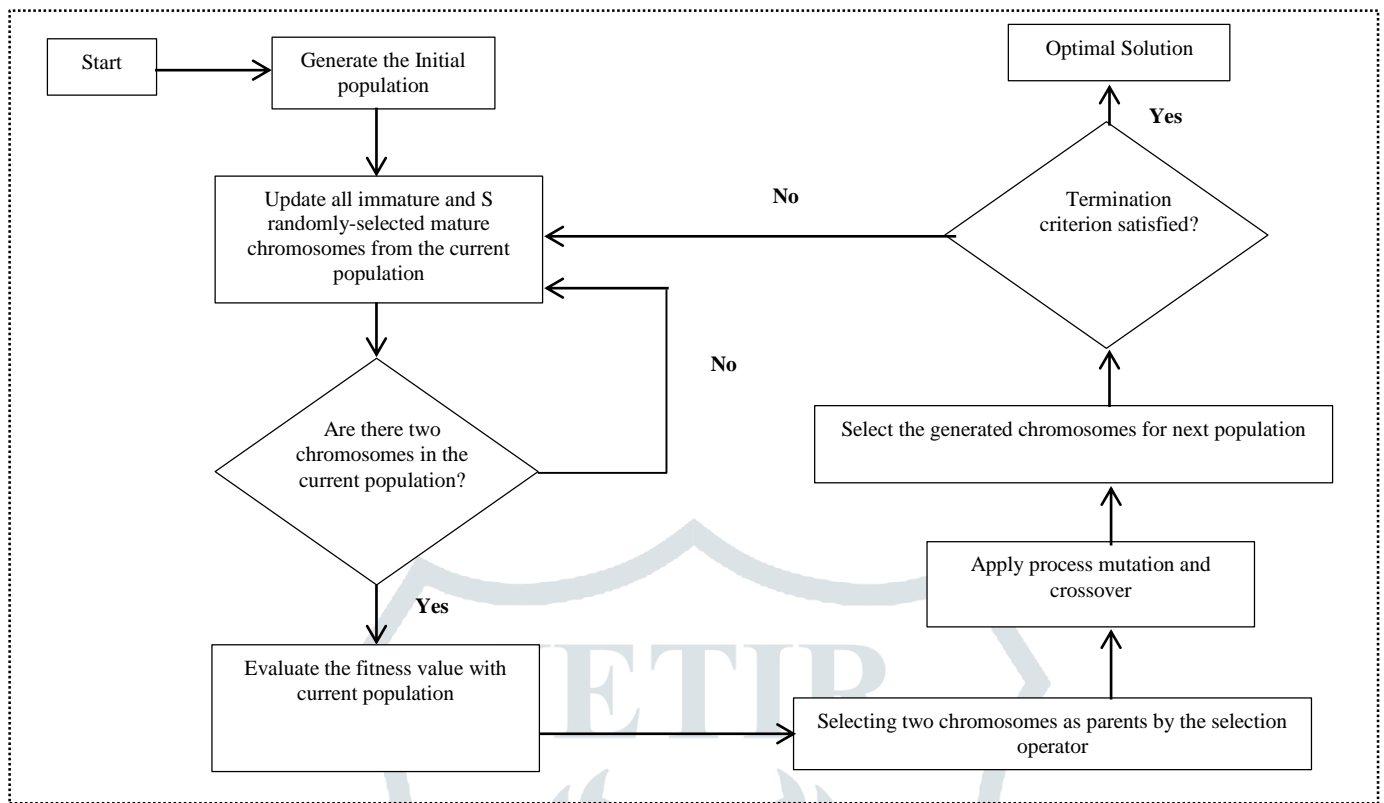 Start
Generate the Initial
population
Update all immature and S
randomly-selected mature
chromosomes from the current
population
Are there two
chromosomes in the
current population?
No
Yes
Evaluate the fitness value with
current population
Selecting two chromosomes as parents by the selection
operator
Apply process mutation and
crossover
Select the generated chromosomes for next population
Termination
criterion satisfied?
No
Yes
Optimal Solution
JETIR